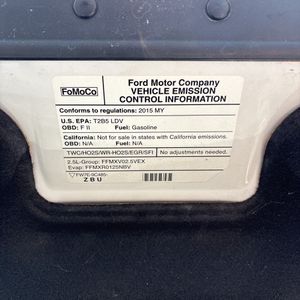 FoMoCo
Ford Motor Company
VEHICLE EMISSION
CONTROL INFORMATION
Conforms to regulations: 2015 MY
U.S. EPA: T2B5 LDV
OBD: F II Fuel: Gasoline
California: Not for sale in states with California emissions.
OBD: N/A Fuel: N/A
TWC/HO2S/WR-HO2S/EGR/SFI No adjustments needed.
2.5L-Group: FFMXV02.5VEX
Evap: FFMXR0125NBV
FW7E-9C485-
Z B U